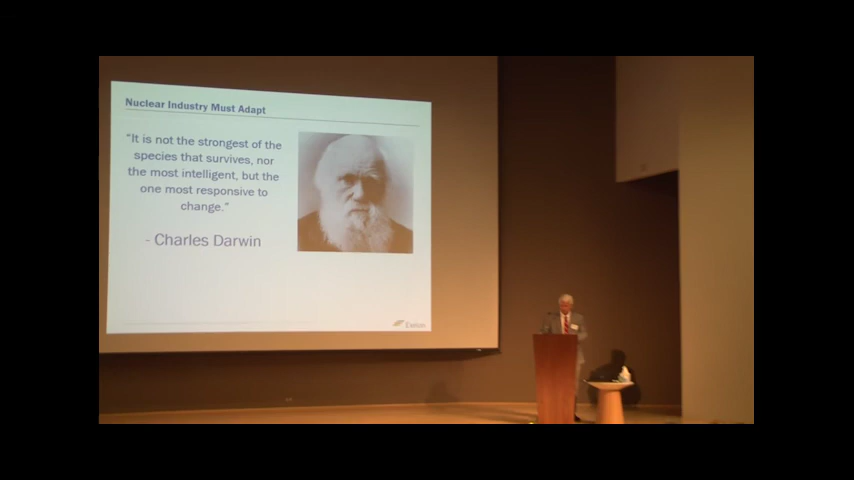 Nuclear Industry Must Adapt
“It is not the strongest of the
species that survives, nor
the most intelligent, but the
one most responsive to
change.”
- Charles Darwin
Exelon